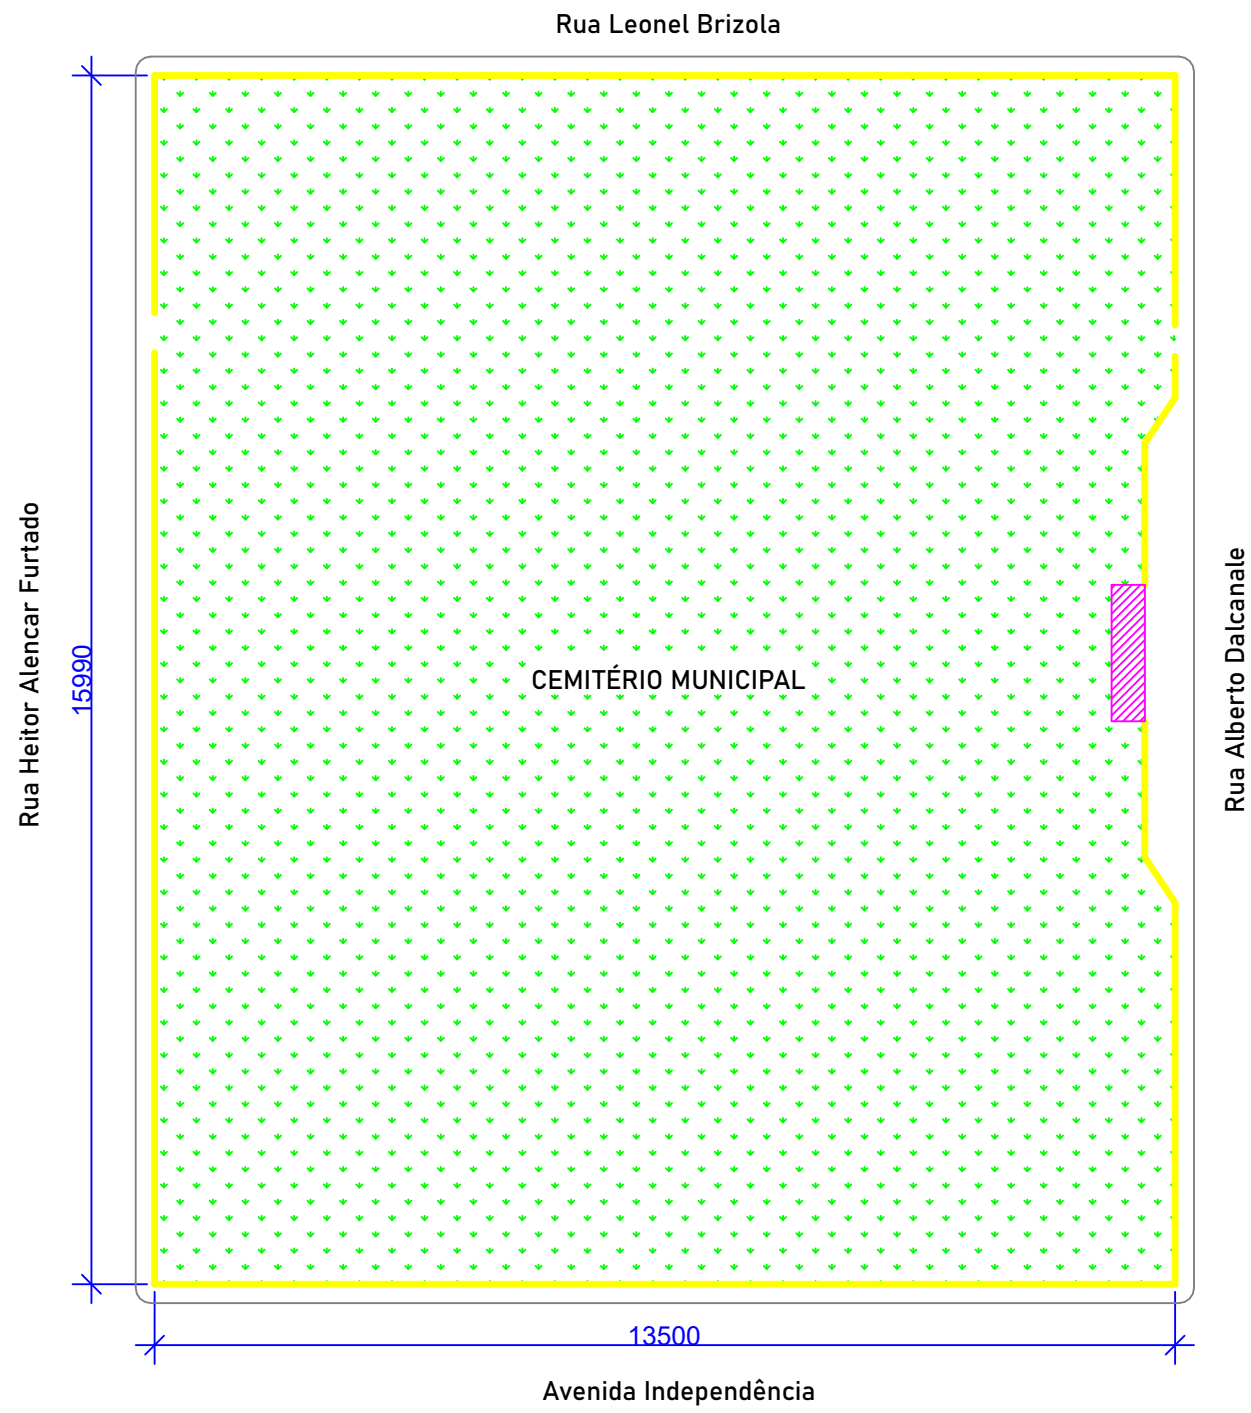 Rua Leonel Brizola
Rua Heitor Alencar Furtado
15990
CEMITÉRIO MUNICIPAL
Rua Alberto Dalcanale
13500
Avenida Independência